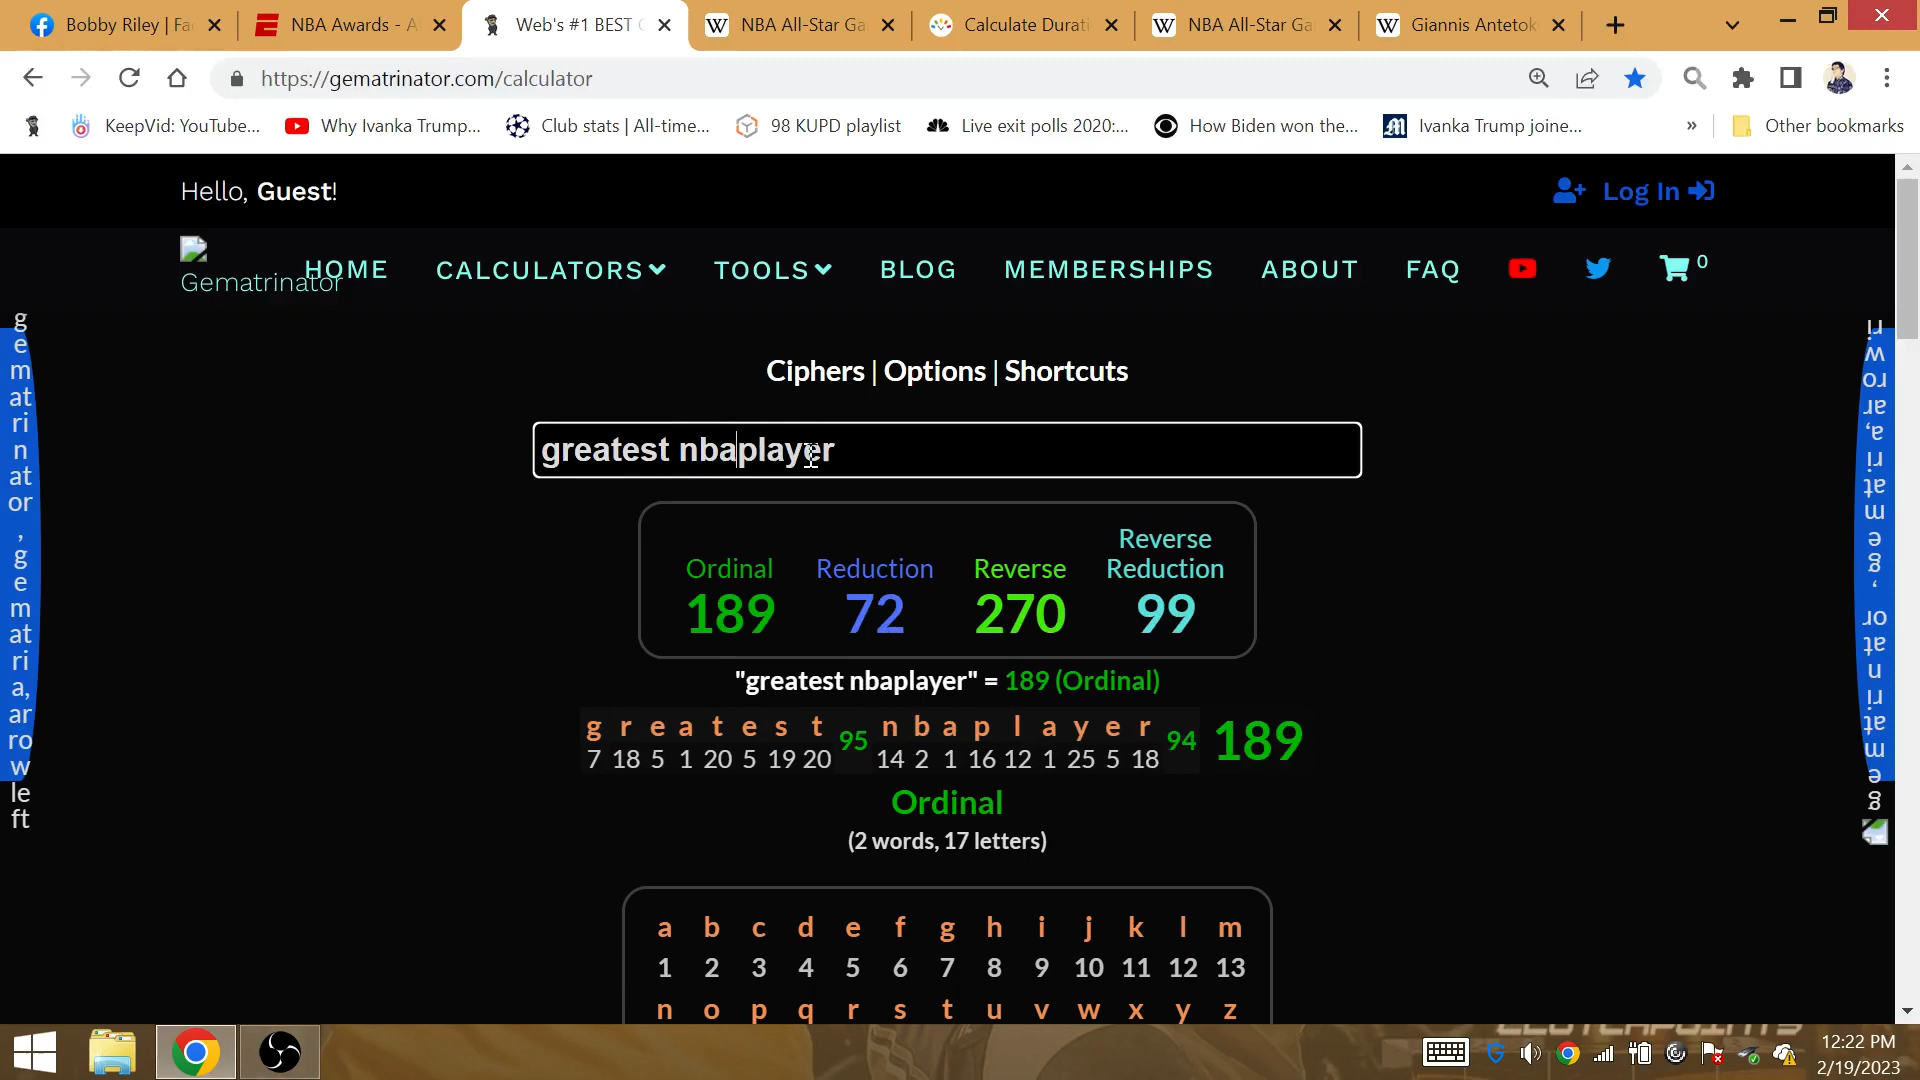 Bobby Riley | Fac
NBA Awards - A
Web's #1 BEST G
NBA All-Star Ga
Calculate Durati
NBA All-Star Ga
Giannis Antetok
https://gematrinator.com/calculator
KeepVid: YouTube...
Why Ivanka Trump...
Club stats | All-time...
98 KUPD playlist
Live exit polls 2020:...
How Biden won the...
Ivanka Trump joine...
»
Other bookmarks
Hello, Guest!
Log In
Gematrinator
HOME
CALCULATORS
TOOLS
BLOG
MEMBERSHIPS
ABOUT
FAQ
0
Ciphers | Options | Shortcuts
greatest nbaplayer
Ordinal Reduction Reverse Reverse Reduction
189 72 270 99
"greatest nbaplayer" = 189 (Ordinal)
g r e a t e s t 95 n b a p l a y e r 94 189
7 18 5 1 20 5 19 20 14 2 1 16 12 1 25 5 18
Ordinal
(2 words, 17 letters)
a b c d e f g h i j k l m
1 2 3 4 5 6 7 8 9 10 11 12 13
n o p q r s t u v w x y z
gematrinator, gematria, arrow left
12:22 PM
2/19/2023